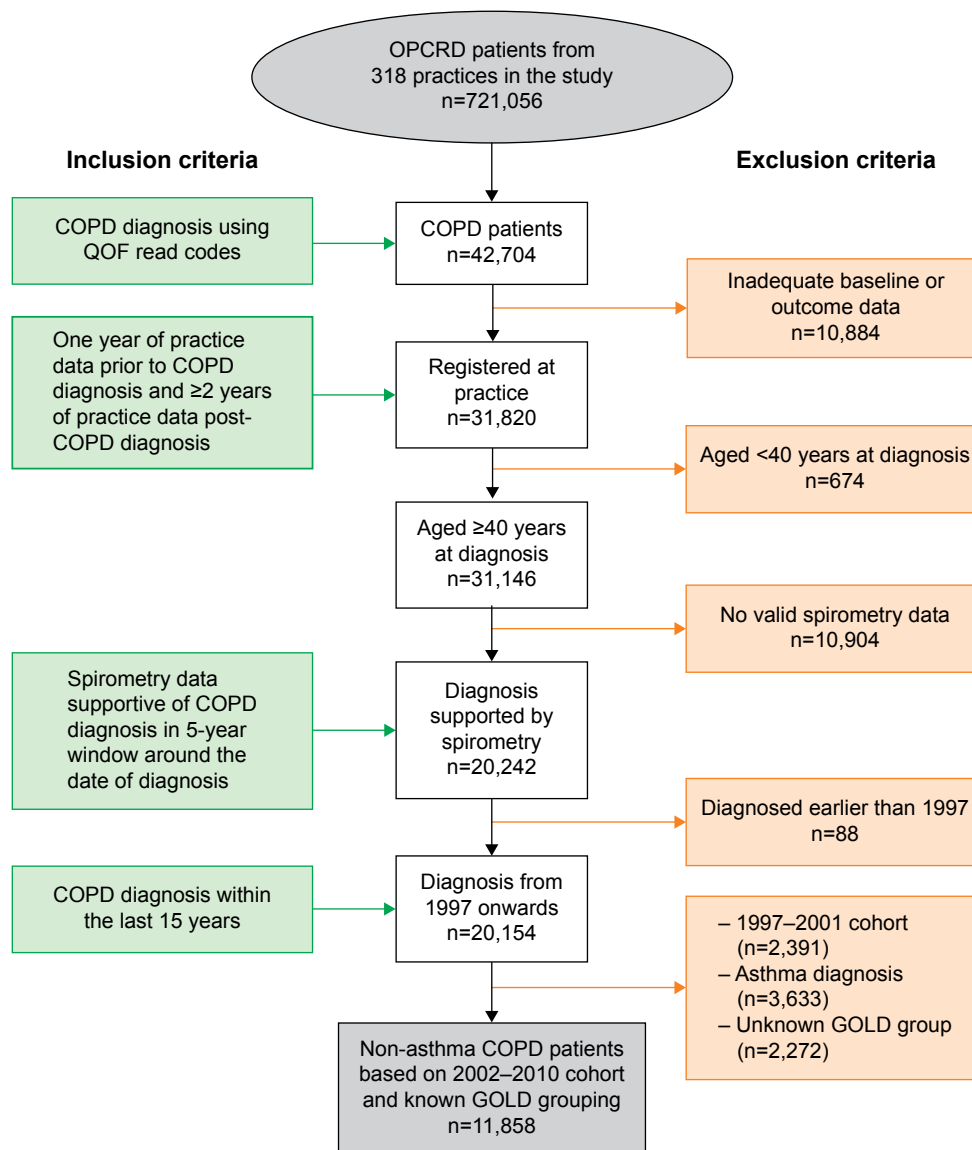 OPCRD patients from
318 practices in the study
n=721,056
Inclusion criteria
Exclusion criteria
COPD diagnosis using
QOF read codes
COPD patients
n=42,704
Inadequate baseline or
outcome data
n=10,884
One year of practice
data prior to COPD
diagnosis and ≥2 years
of practice data post-
COPD diagnosis
Registered at
practice
n=31,820
Aged <40 years at diagnosis
n=674
Aged ≥40 years
at diagnosis
n=31,146
No valid spirometry data
n=10,904
Spirometry data
supportive of COPD
diagnosis in 5-year
window around the
date of diagnosis
Diagnosis
supported by
spirometry
n=20,242
Diagnosed earlier than 1997
n=88
COPD diagnosis within
the last 15 years
Diagnosis from
1997 onwards
n=20,154
– 1997–2001 cohort
(n=2,391)
– Asthma diagnosis
(n=3,633)
– Unknown GOLD group
(n=2,272)
Non-asthma COPD patients
based on 2002–2010 cohort
and known GOLD grouping
n=11,858